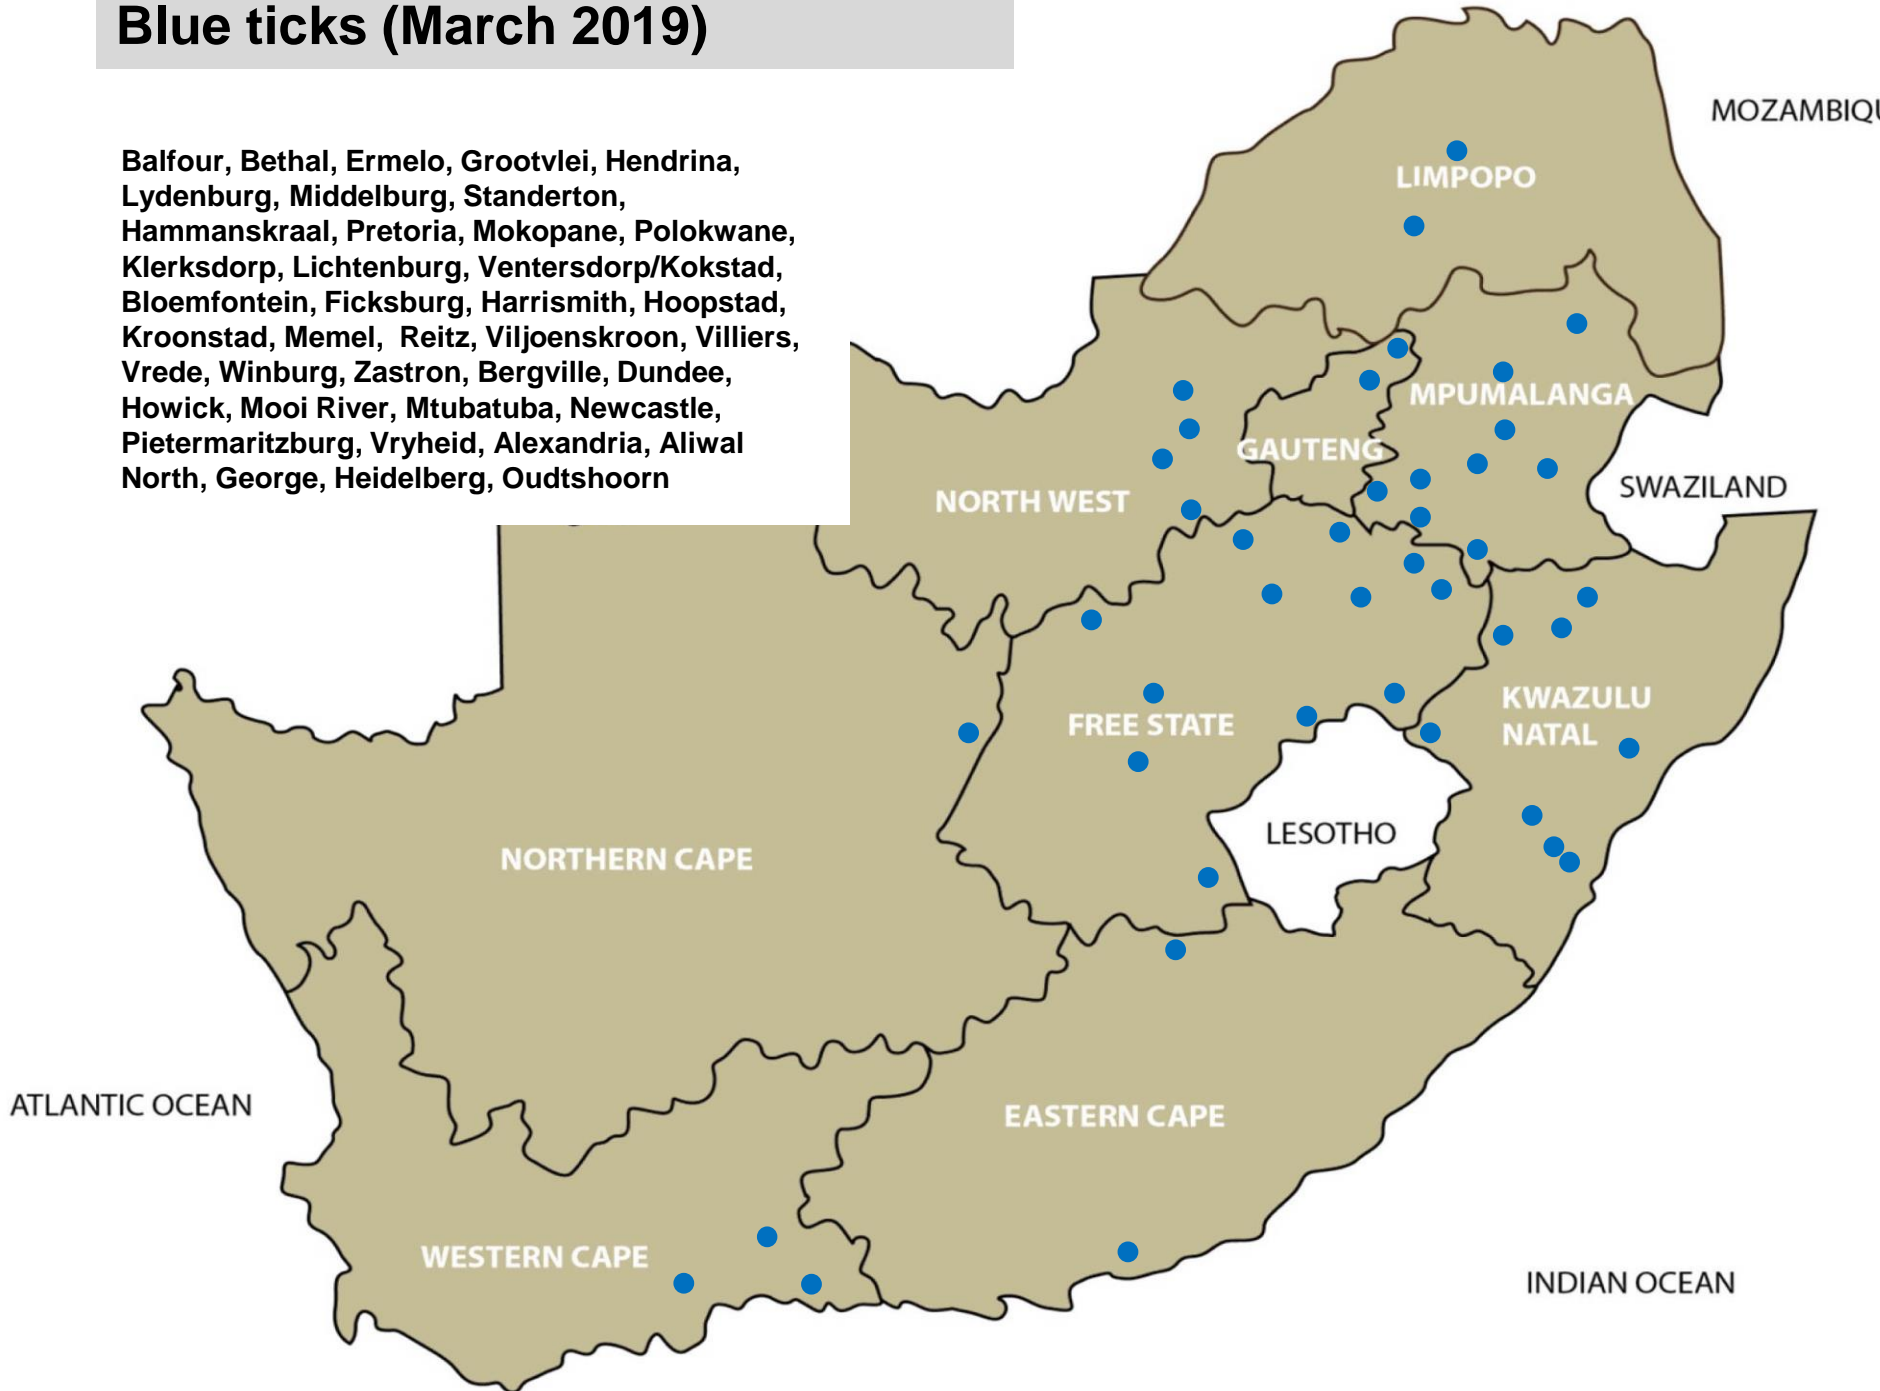 Blue ticks (March 2019)
Balfour, Bethal, Ermelo, Grootvlei, Hendrina,
Lydenburg, Middelburg, Standerton,
Hammanskraal, Pretoria, Mokopane, Polokwane,
Klerksdorp, Lichtenburg, Ventersdorp/Kokstad,
Bloemfontein, Ficksburg, Harrismith, Hoopstad,
Kroonstad, Memel, Reitz, Viljoenskroon, Villiers,
Vrede, Winburg, Zastron, Bergville, Dundee,
Howick, Mooi River, Mtubatuba, Newcastle,
Pietermaritzburg, Vryheid, Alexandria, Aliwal
North, George, Heidelberg, Oudtshoorn
MOZAMBIQU
LIMPOPO
MPUMALANGA
GAUTENG
SWAZILAND
NORTH WEST
KWAZULU
NATAL
FREE STATE
LESOTHO
NORTHERN CAPE
ATLANTIC OCEAN
EASTERN CAPE
WESTERN CAPE
INDIAN OCEAN